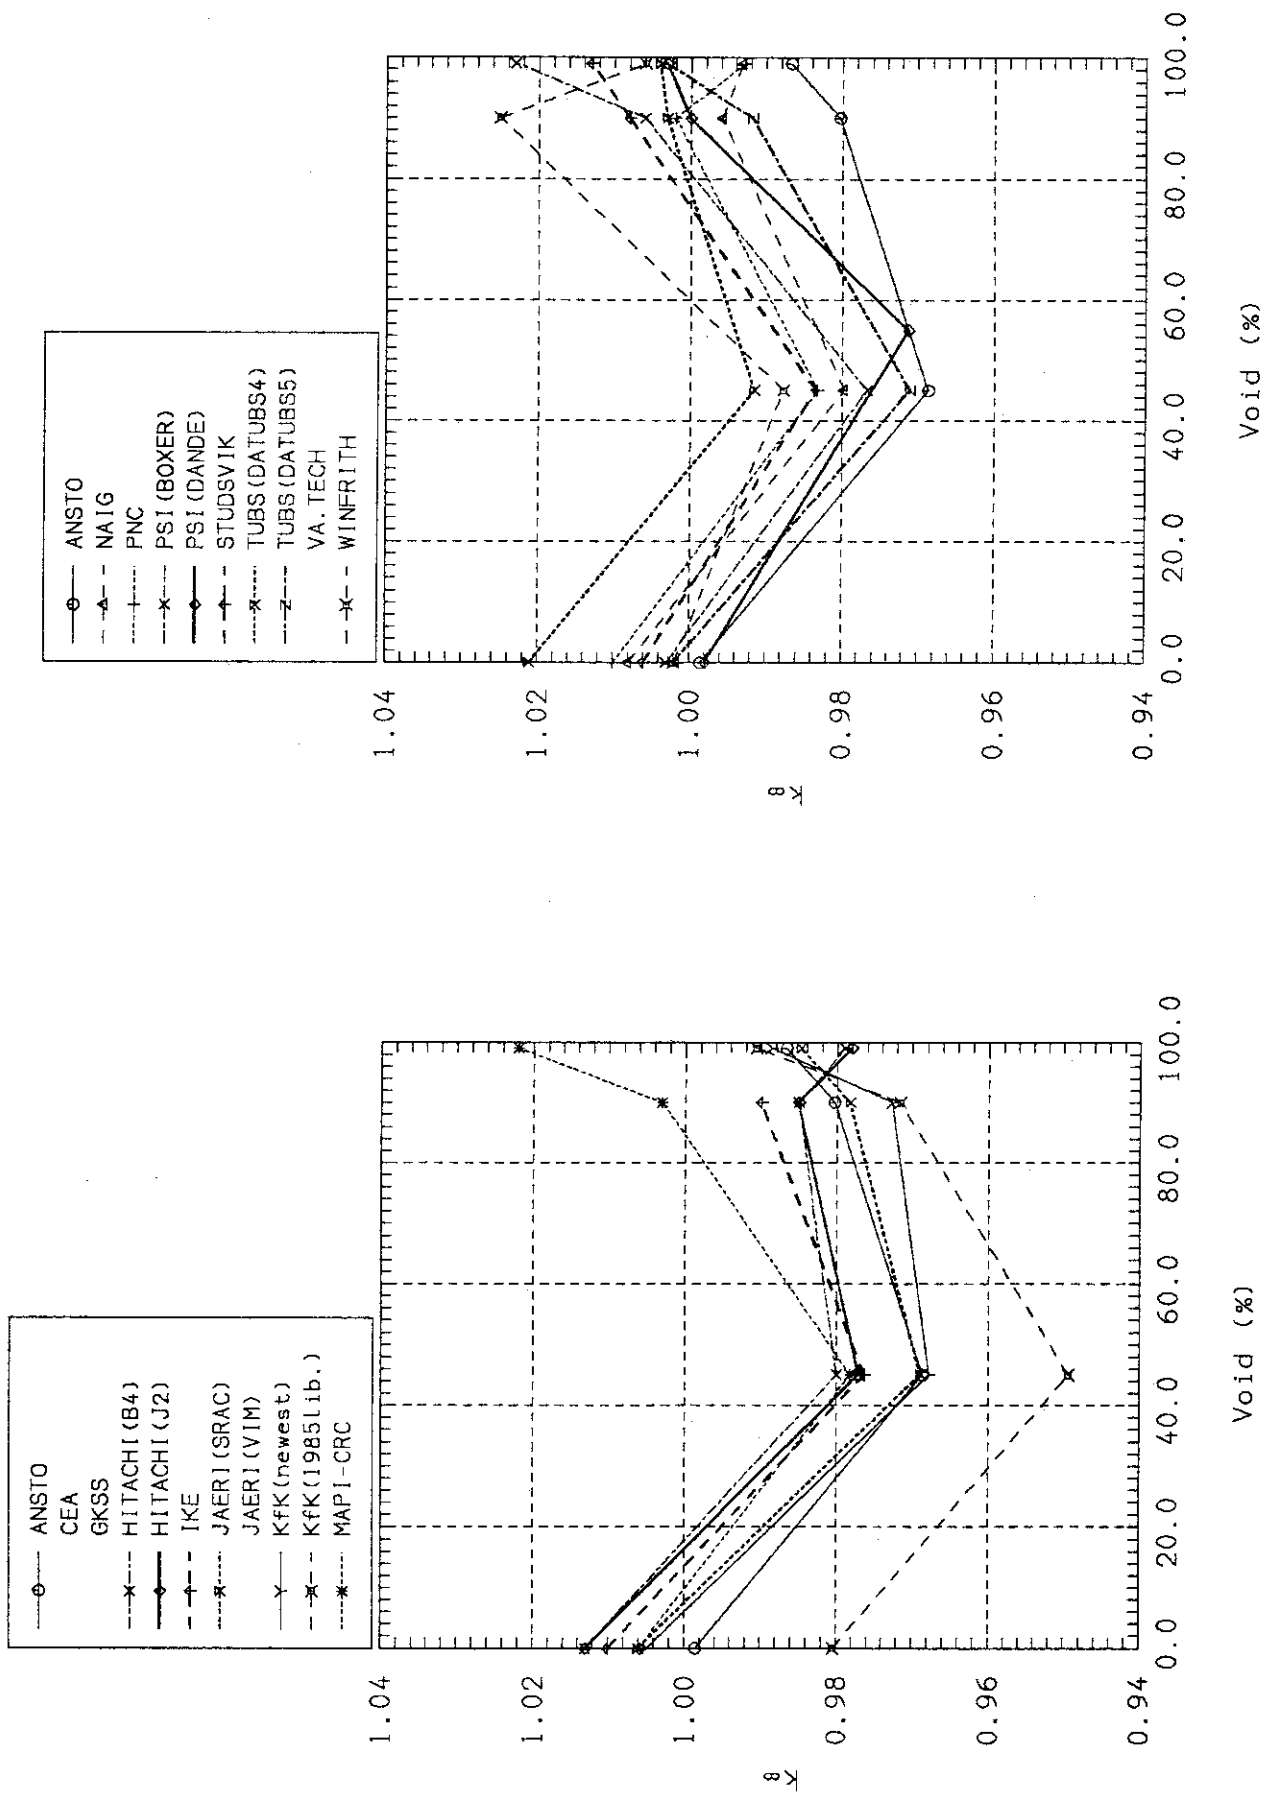 ANSTO
CEA
GKSS
HITACHI(B4)
HITACHI(J2)
IKE
JAERI(SRAC)
JAERI(VIM)
KfK(newest)
KfK(1985lib.)
MAPI-CRC
1.04
1.02
1.00
0.98
0.96
0.94
K∞
0.0 20.0 40.0 60.0 80.0 100.0
Void (%)
ANSTO
NAIG
PNC
PSI(BOXER)
PSI(DANDE)
STUDSVIK
TUBS(DATUBS4)
TUBS(DATUBS5)
VA.TECH
WINFRITH
1.04
1.02
1.00
0.98
0.96
0.94
K∞
0.0 20.0 40.0 60.0 80.0 100.0
Void (%)